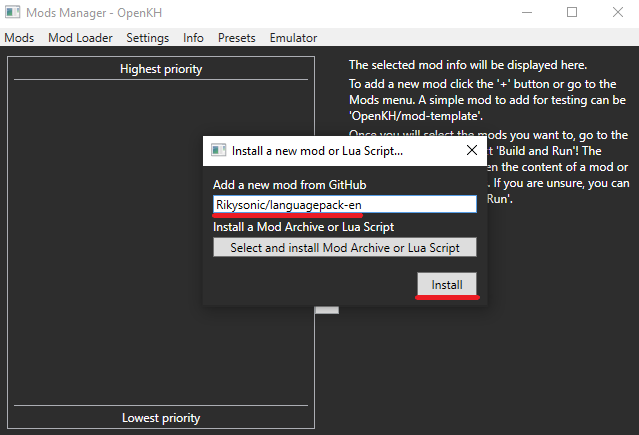 Mods Manager - OpenKH
Mods Mod Loader Settings Info Presets Emulator
Highest priority
The selected mod info will be displayed here.
To add a new mod click the '+' button or go to the
Mods menu. A simple mod to add for testing can be
'OpenKH/mod-template'.
Once you will select the mods you want to, go to the
'Build and Run'! The
en the content of a mod or
. If you are unsure, you can
Run'.
Install a new mod or Lua Script...
Add a new mod from GitHub
Rikysonic/languagepack-en
Install a Mod Archive or Lua Script
Select and install Mod Archive or Lua Script
Install
Lowest priority